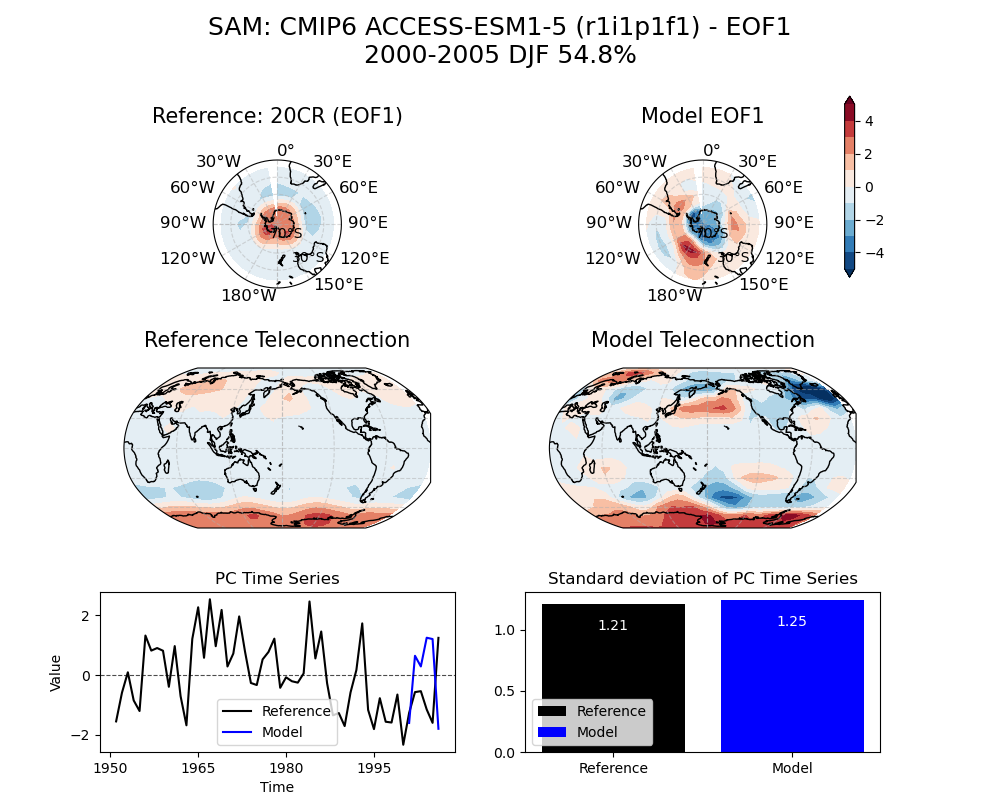 SAM: CMIP6 ACCESS-ESM1-5 (r1i1p1f1) - EOF1
2000-2005 DJF 54.8%
Reference: 20CR (EOF1)
Model EOF1
0°
30°W
30°E
60°W
60°E
90°W
90°E
120°W
120°E
180°W
150°E
70°S
30°S
0°
30°W
30°E
60°W
60°E
90°W
90°E
120°W
120°E
180°W
150°E
70°S
30°S
4
2
0
−2
−4
Reference Teleconnection
Model Teleconnection
PC Time Series
Value
2
0
−2
1950
1965
1980
1995
Time
Reference
Model
Standard deviation of PC Time Series
1.0
0.5
0.0
1.21
1.25
Reference
Model
Reference
Model